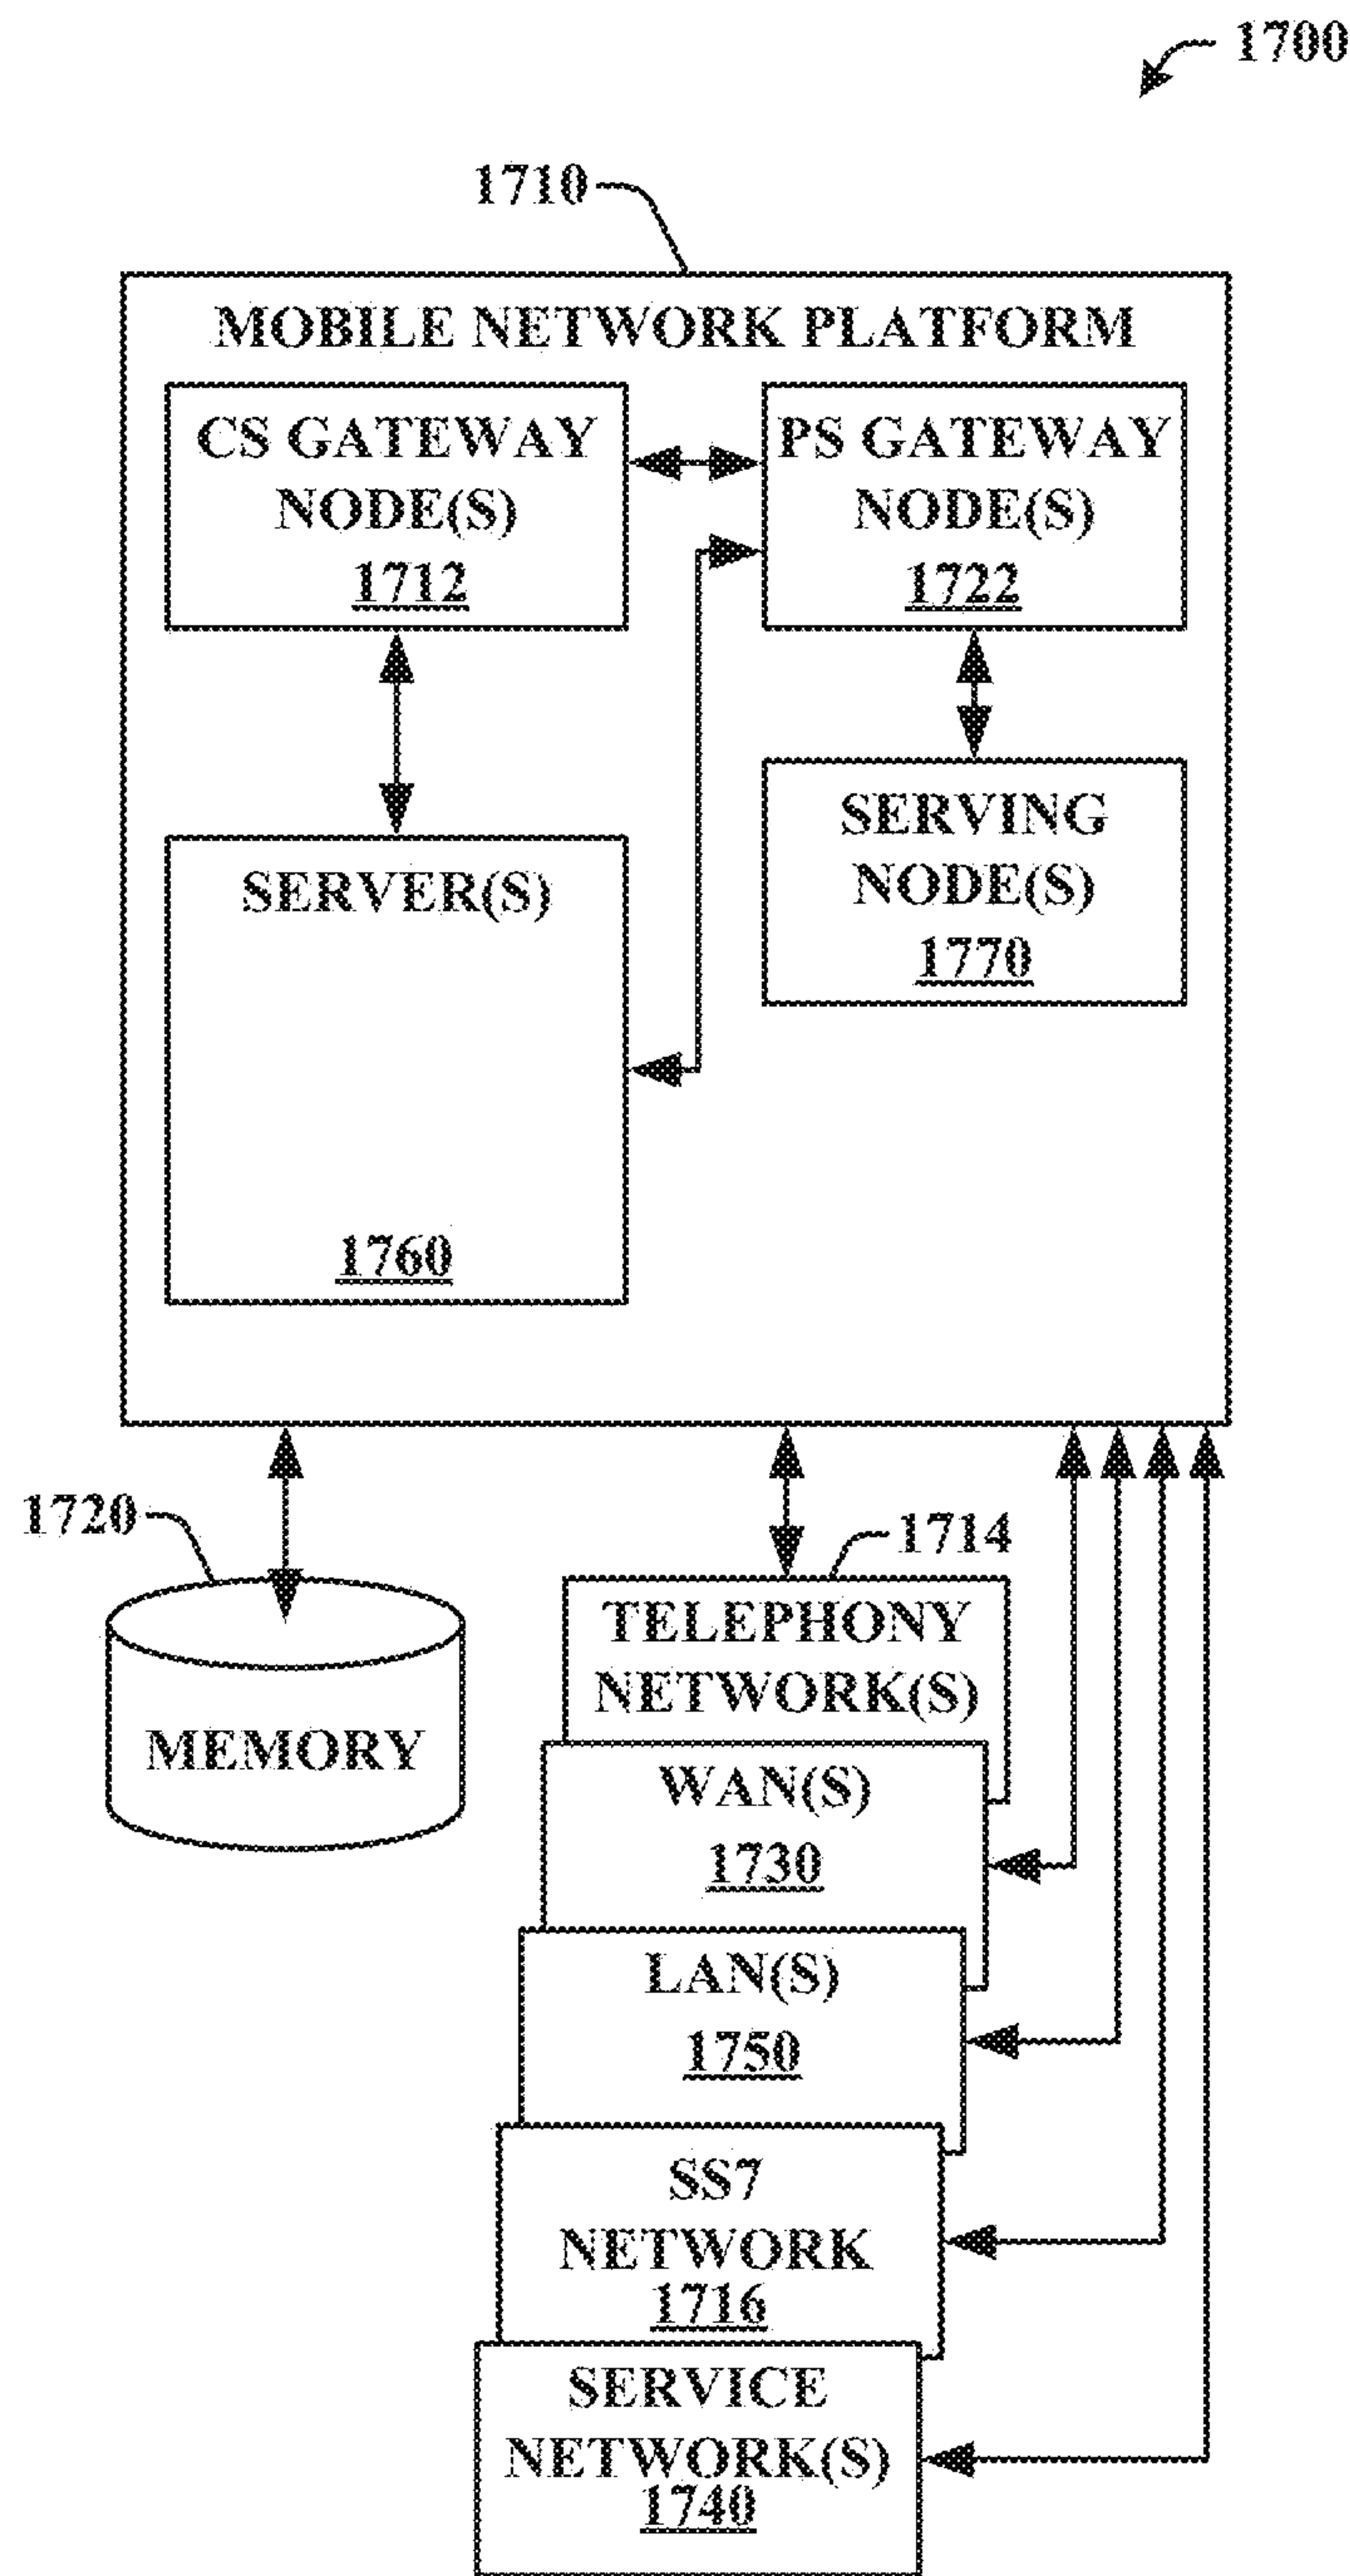 1700
1710
MOBILE NETWORK PLATFORM
CS GATEWAY
NODE(S)
1712
PS GATEWAY
NODE(S)
1722
SERVING
NODE(S)
1770
SERVER(S)
1760
1720
MEMORY
1714
TELEPHONY
NETWORK(S)
WAN(S)
1730
LAN(S)
1750
SS7
NETWORK
1716
SERVICE
NETWORK(S)
1740